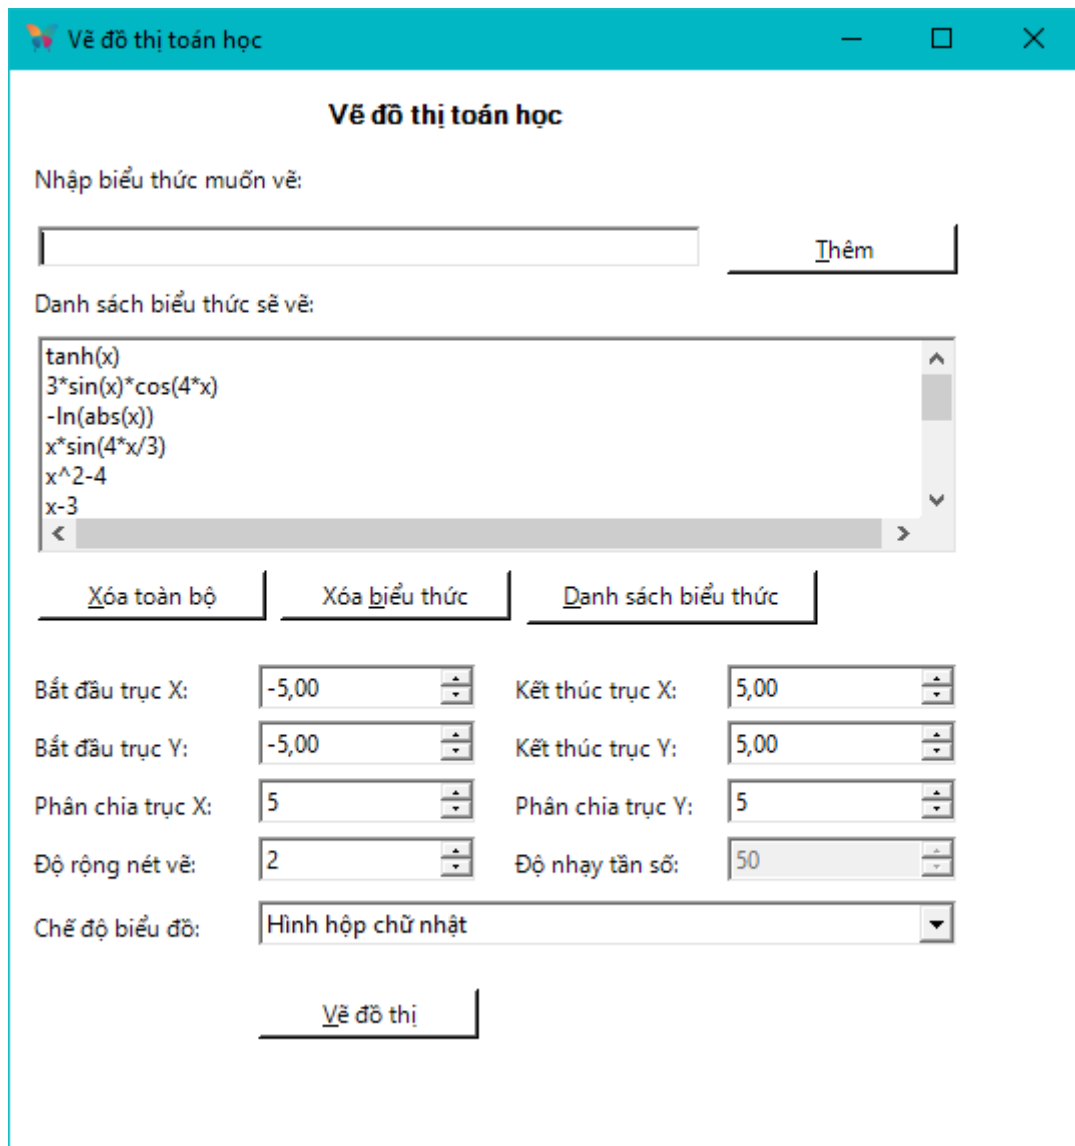 Vẽ đồ thị toán học
Vẽ đồ thị toán học
Nhập biểu thức muốn vẽ:
Thêm
Danh sách biểu thức sẽ vẽ:
tanh(x)
3*sin(x)*cos(4*x)
-ln(abs(x))
x*sin(4*x/3)
x^2-4
x-3
Xóa toàn bộ Xóa biểu thức Danh sách biểu thức
Bắt đầu trục X: -5,00 Kết thúc trục X: 5,00
Bắt đầu trục Y: -5,00 Kết thúc trục Y: 5,00
Phân chia trục X: 5 Phân chia trục Y: 5
Độ rộng nét vẽ: 2 Độ nhạy tần số: 50
Chế độ biểu đồ: Hình hộp chữ nhật
Vẽ đồ thị